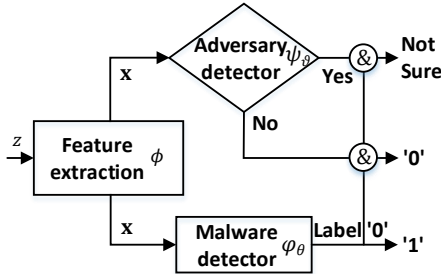 Adversary
detector ψ_ϑ
&
Not
Sure
Yes
x
No
z
Feature
extraction ϕ
&
'0'
x
Malware
detector φ_θ
Label '0'
'1'